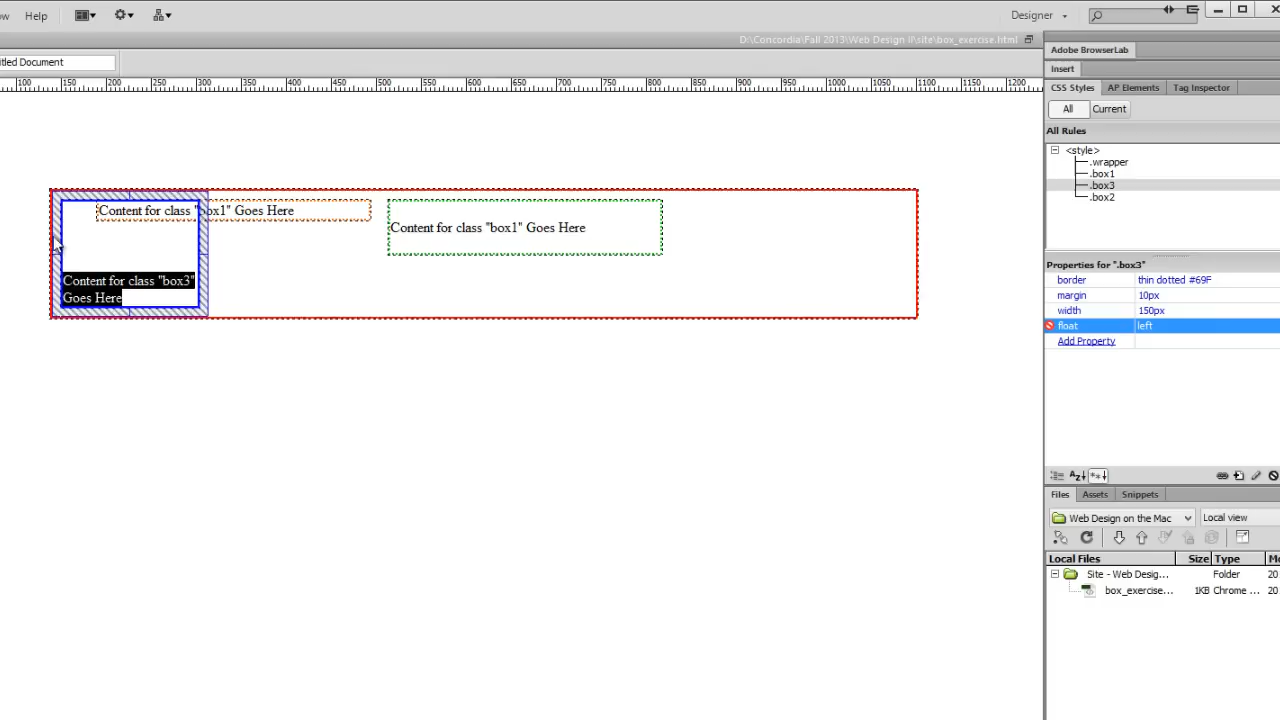 ow Help Designer
D:\Concordia\Fall 2013\Web Design II\site\box_exercise.html
itled Document
100 150 200 250 300 350 400 450 500 550 600 650 700 750 800 850 900 950 1000 1050 1100 1150 1200
Content for class "box1" Goes Here
Content for class "box1" Goes Here
Content for class "box3"
Goes Here
Adobe BrowserLab
Insert
CSS Styles AP Elements Tag Inspector
All Current
All Rules
<style>
.wrapper
.box1
.box3
.box2
Properties for ".box3"
border thin dotted #69F
margin 10px
width 150px
float left
Add Property
Files Assets Snippets
Web Design on the Mac Local view
Local Files Size Type Mo
Site - Web Desig... Folder 20
box_exercise... 1KB Chrome ... 20